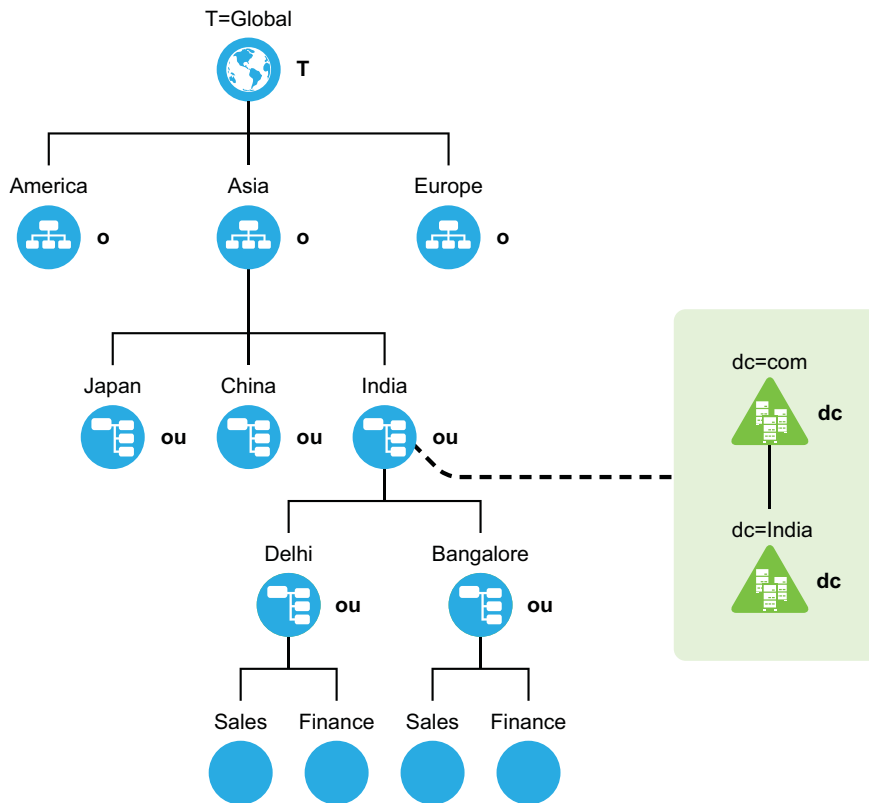 T=Global
T
America Asia Europe
o o o
Japan China India
ou ou ou
dc=com
dc
dc=India
dc
Delhi Bangalore
ou ou
Sales Finance Sales Finance